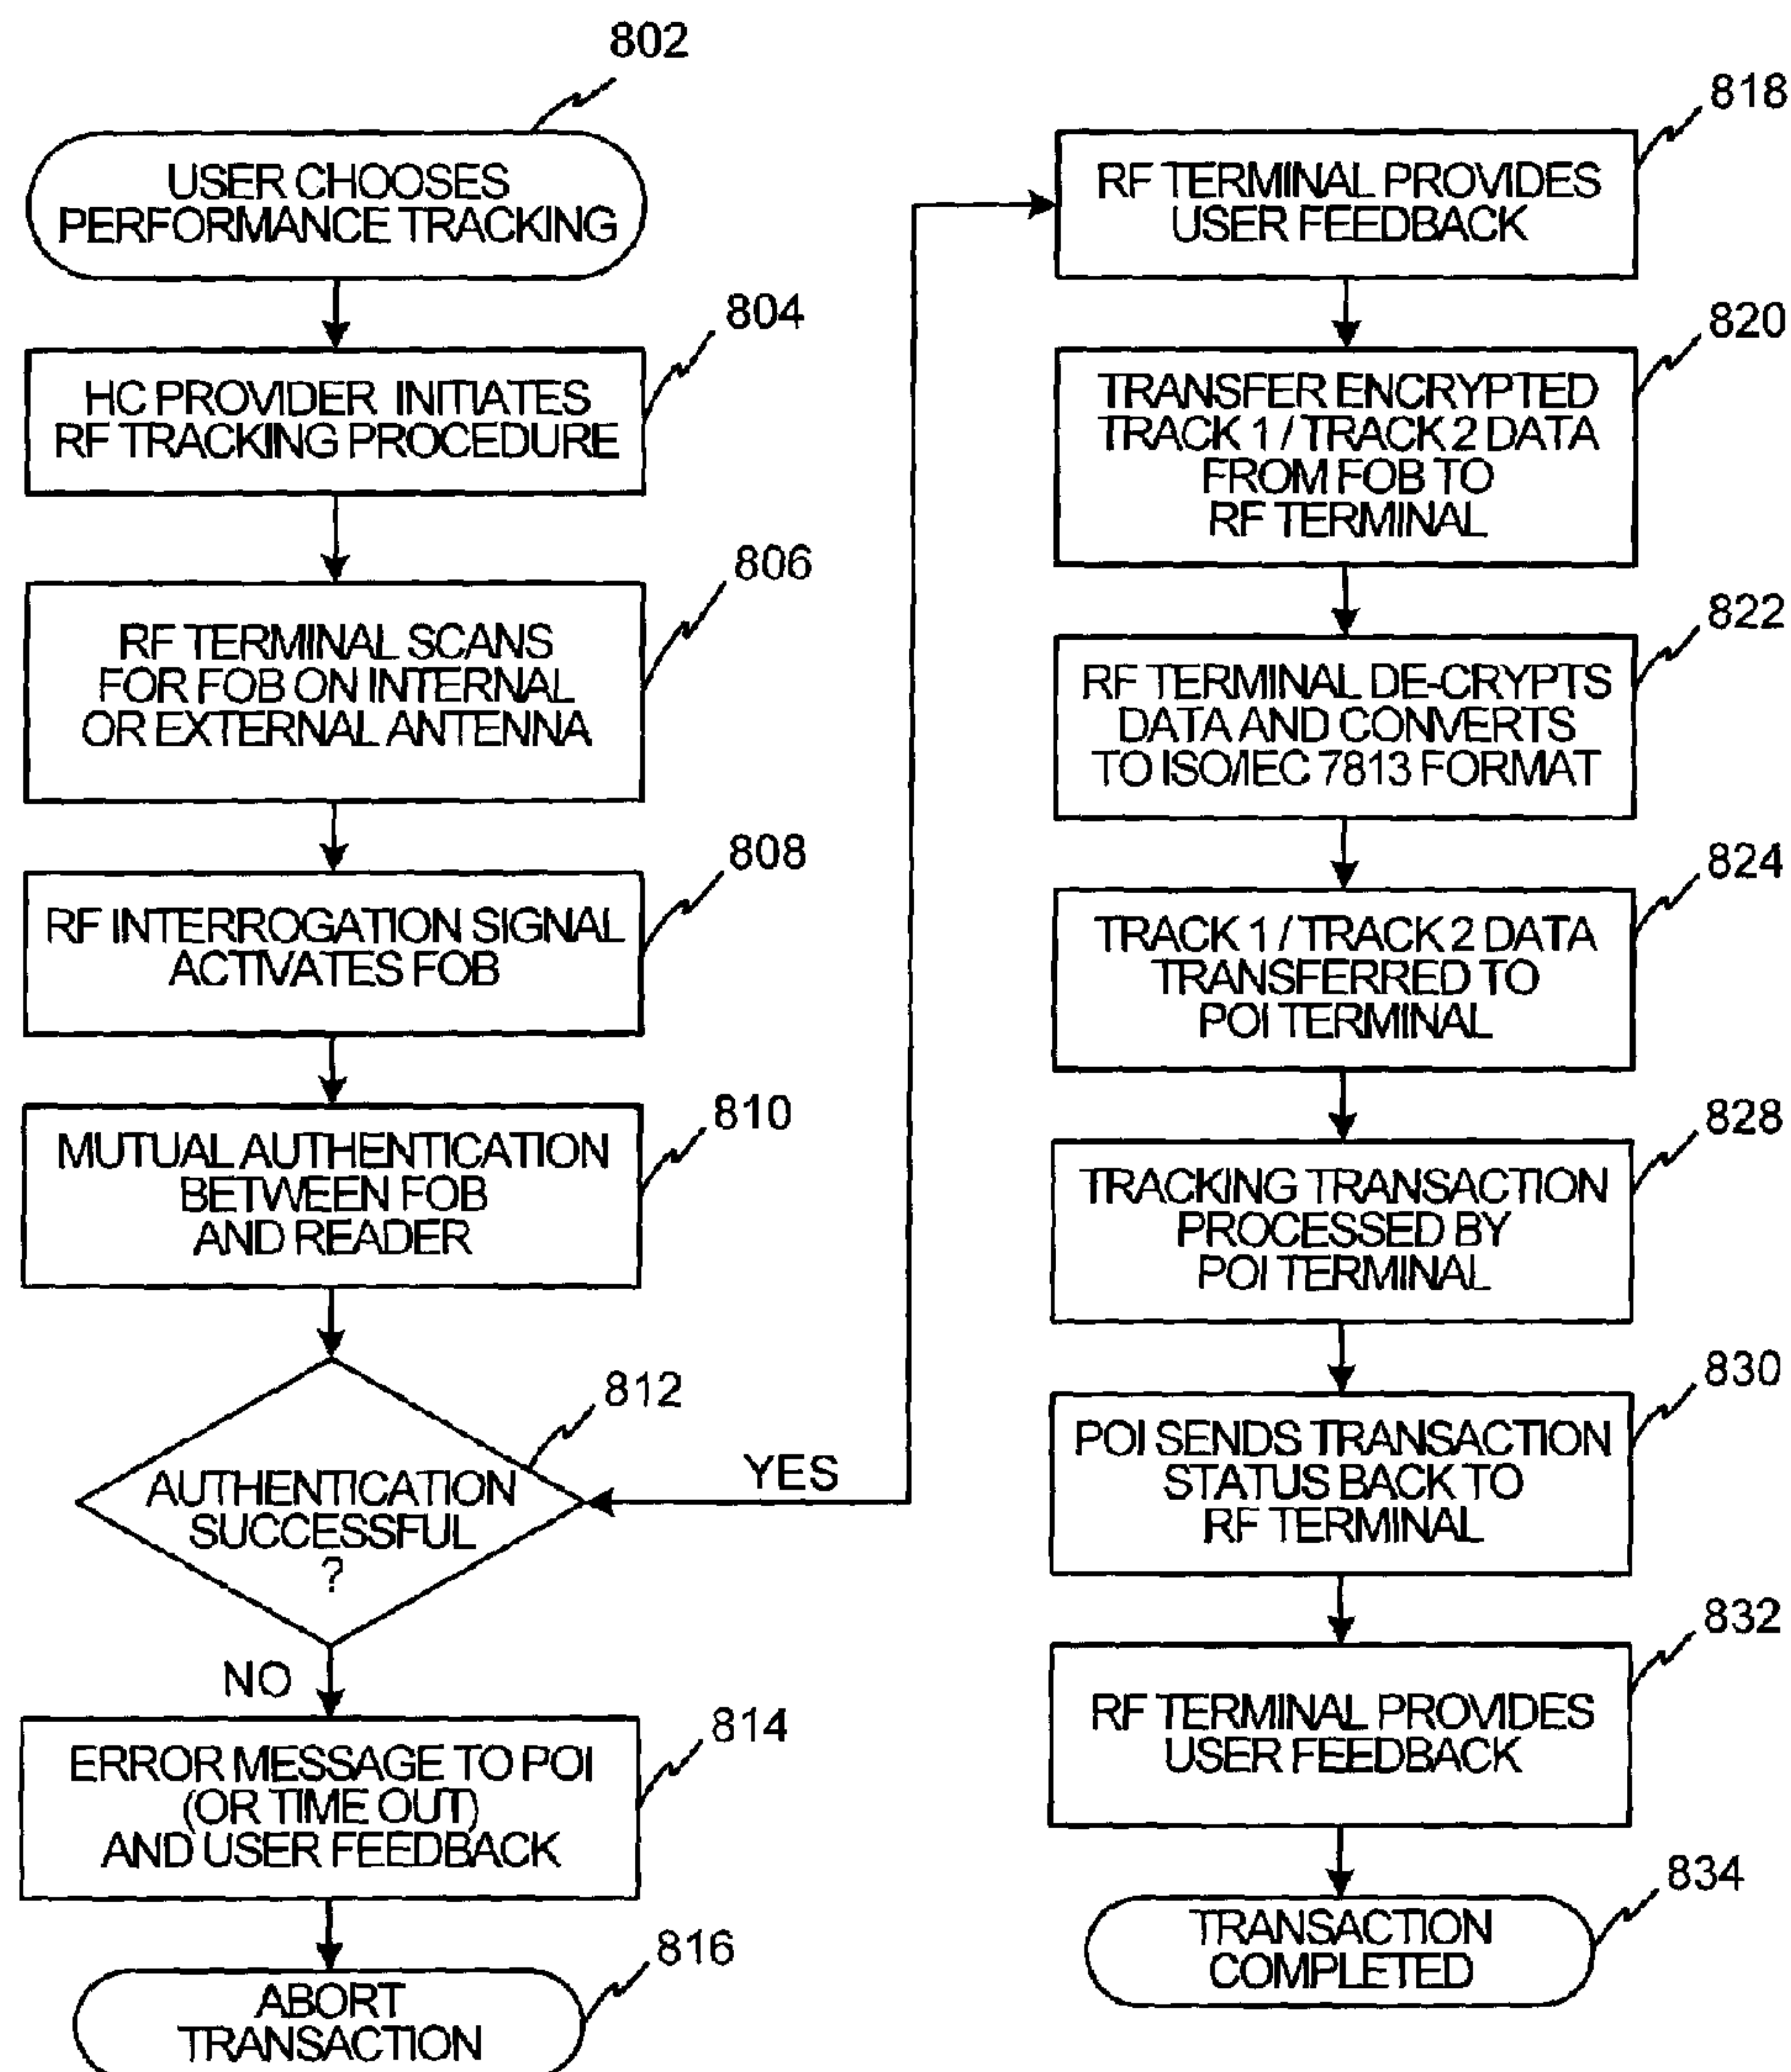 802
USER CHOOSES
PERFORMANCE TRACKING
804
HC PROVIDER INITIATES
RF TRACKING PROCEDURE
806
RF TERMINAL SCANS
FOR FOB ON INTERNAL
OR EXTERNAL ANTENNA
808
RF INTERROGATION SIGNAL
ACTIVATES FOB
810
MUTUAL AUTHENTICATION
BETWEEN FOB
AND READER
812
AUTHENTICATION
SUCCESSFUL
?
YES
NO
814
ERROR MESSAGE TO POI
(OR TIME OUT)
AND USER FEEDBACK
816
ABORT
TRANSACTION
818
RF TERMINAL PROVIDES
USER FEEDBACK
820
TRANSFER ENCRYPTED
TRACK 1 / TRACK 2 DATA
FROM FOB TO
RF TERMINAL
822
RF TERMINAL DE-CRYPTS
DATA AND CONVERTS
TO ISO/IEC 7813 FORMAT
824
TRACK 1 / TRACK 2 DATA
TRANSFERRED TO
POI TERMINAL
828
TRACKING TRANSACTION
PROCESSED BY
POI TERMINAL
830
POI SENDS TRANSACTION
STATUS BACK TO
RF TERMINAL
832
RF TERMINAL PROVIDES
USER FEEDBACK
834
TRANSACTION
COMPLETED